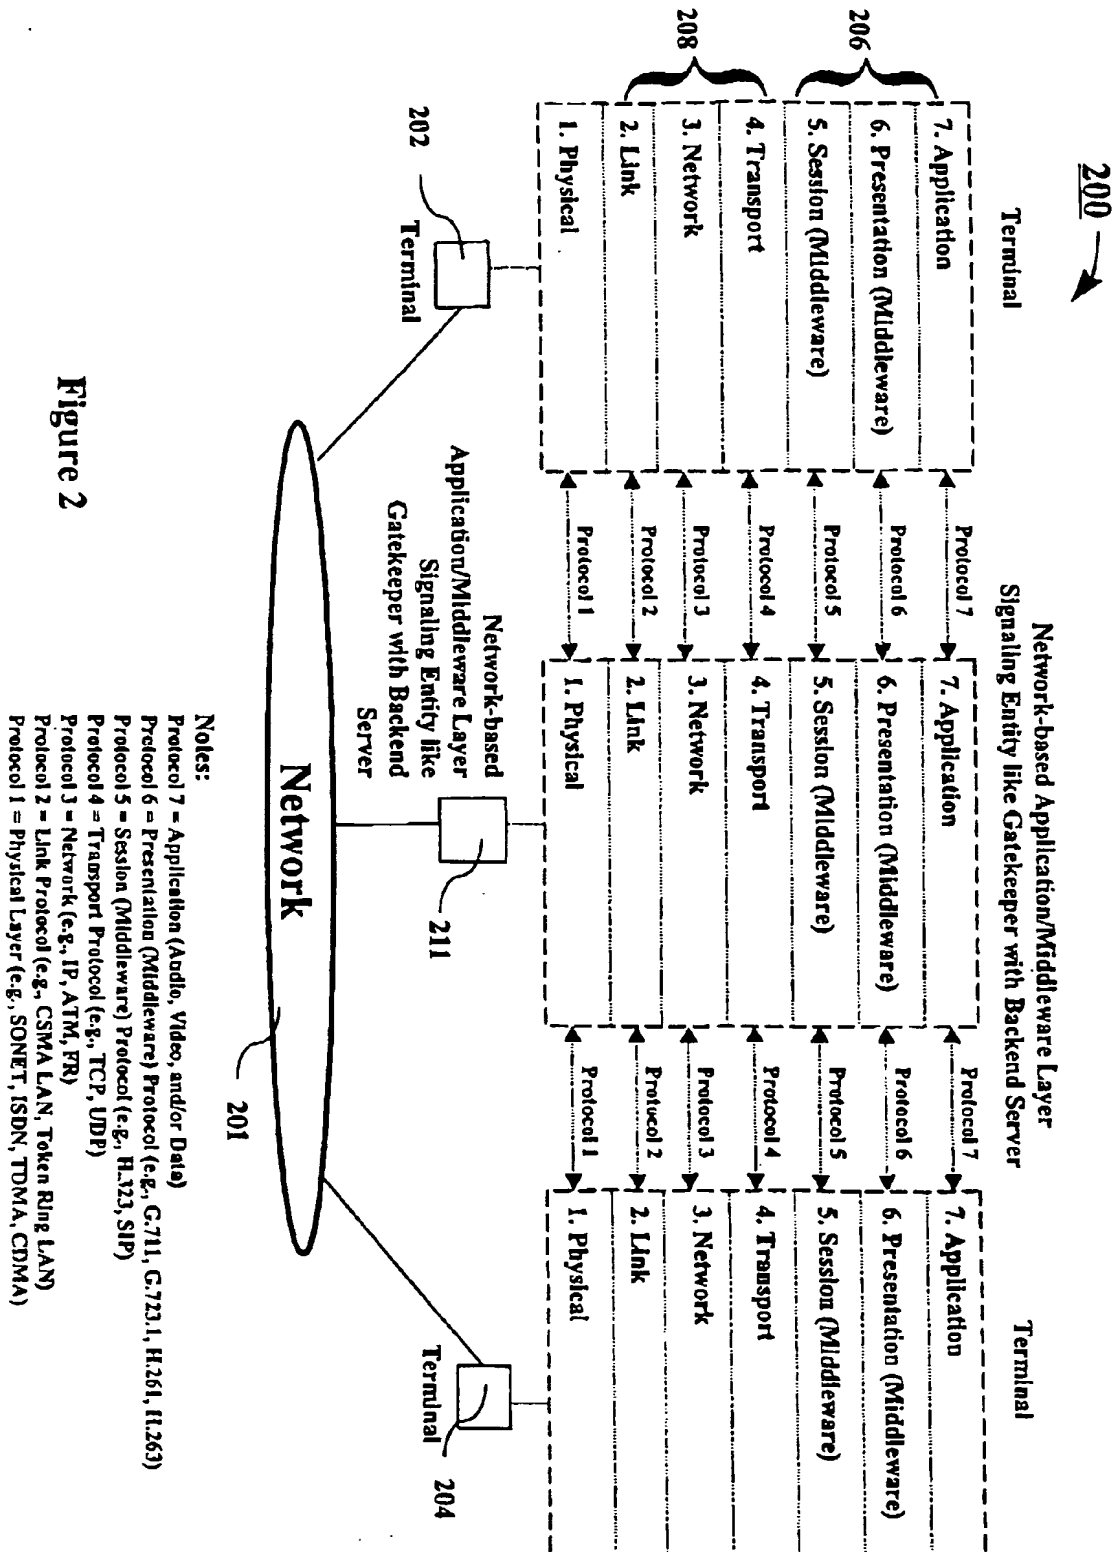 200
Terminal
Network-based Application/Middleware Layer
Signaling Entity like Gatekeeper with Backend Server
Terminal
206
208
7. Application
6. Presentation (Middleware)
5. Session (Middleware)
4. Transport
3. Network
2. Link
1. Physical
Protocol 7
Protocol 6
Protocol 5
Protocol 4
Protocol 3
Protocol 2
Protocol 1
7. Application
6. Presentation (Middleware)
5. Session (Middleware)
4. Transport
3. Network
2. Link
1. Physical
Protocol 7
Protocol 6
Protocol 5
Protocol 4
Protocol 3
Protocol 2
Protocol 1
7. Application
6. Presentation (Middleware)
5. Session (Middleware)
4. Transport
3. Network
2. Link
1. Physical
202
Terminal
Network-based
Application/Middleware Layer
Signaling Entity like
Gatekeeper with Backend
Server
211
Terminal
204
Network
201
Notes:
Protocol 7 = Application (Audio, Video, and/or Data)
Protocol 6 = Presentation (Middleware) Protocol (e.g., G.711, G.723.1, H.261, H.263)
Protocol 5 = Session (Middleware) Protocol (e.g., H.323, SIP)
Protocol 4 = Transport Protocol (e.g., TCP, UDP)
Protocol 3 = Network (e.g., IP, ATM, FR)
Protocol 2 = Link Protocol (e.g., CSMA LAN, Token Ring LAN)
Protocol 1 = Physical Layer (e.g., SONET, ISDN, TDMA, CDMA)
Figure 2